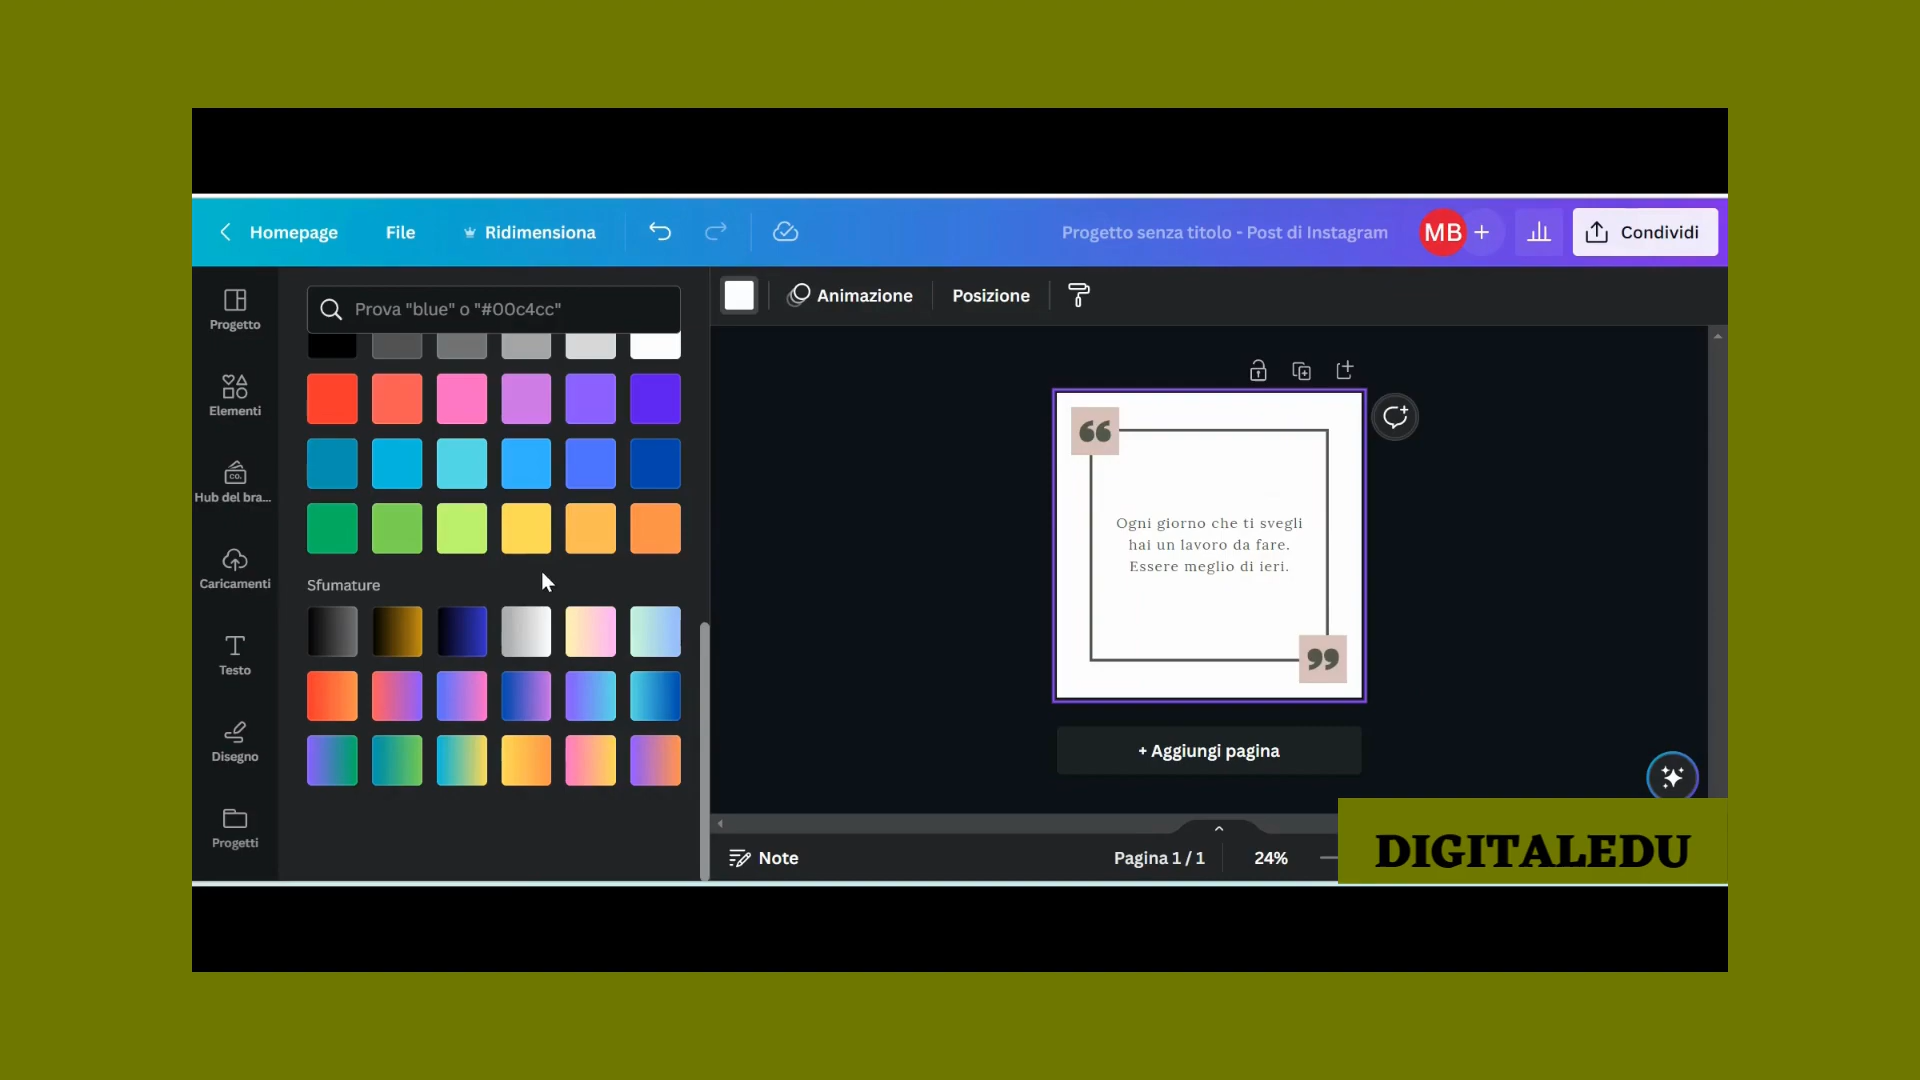 Homepage
File
Ridimensiona
Progetto senza titolo - Post di Instagram
MB
+
Condividi
Progetto
Elementi
CO.
Hub del bra...
Caricamenti
Testo
Disegno
Progetti
Prova "blue" o "#00c4cc"
Sfumature
Animazione
Posizione
“
Ogni giorno che ti svegli
hai un lavoro da fare.
Essere meglio di ieri.
”
+ Aggiungi pagina
Note
Pagina 1 / 1
24%
DIGITALEDU